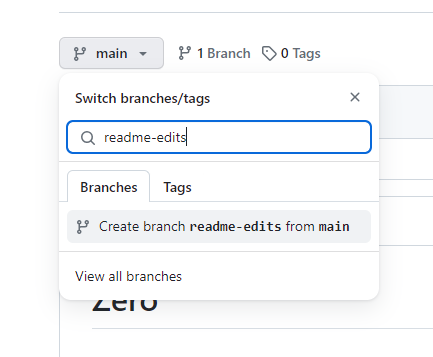 main
1 Branch
0 Tags
Switch branches/tags
readme-edits
Branches
Tags
Create branch readme-edits from main
View all branches
Zero